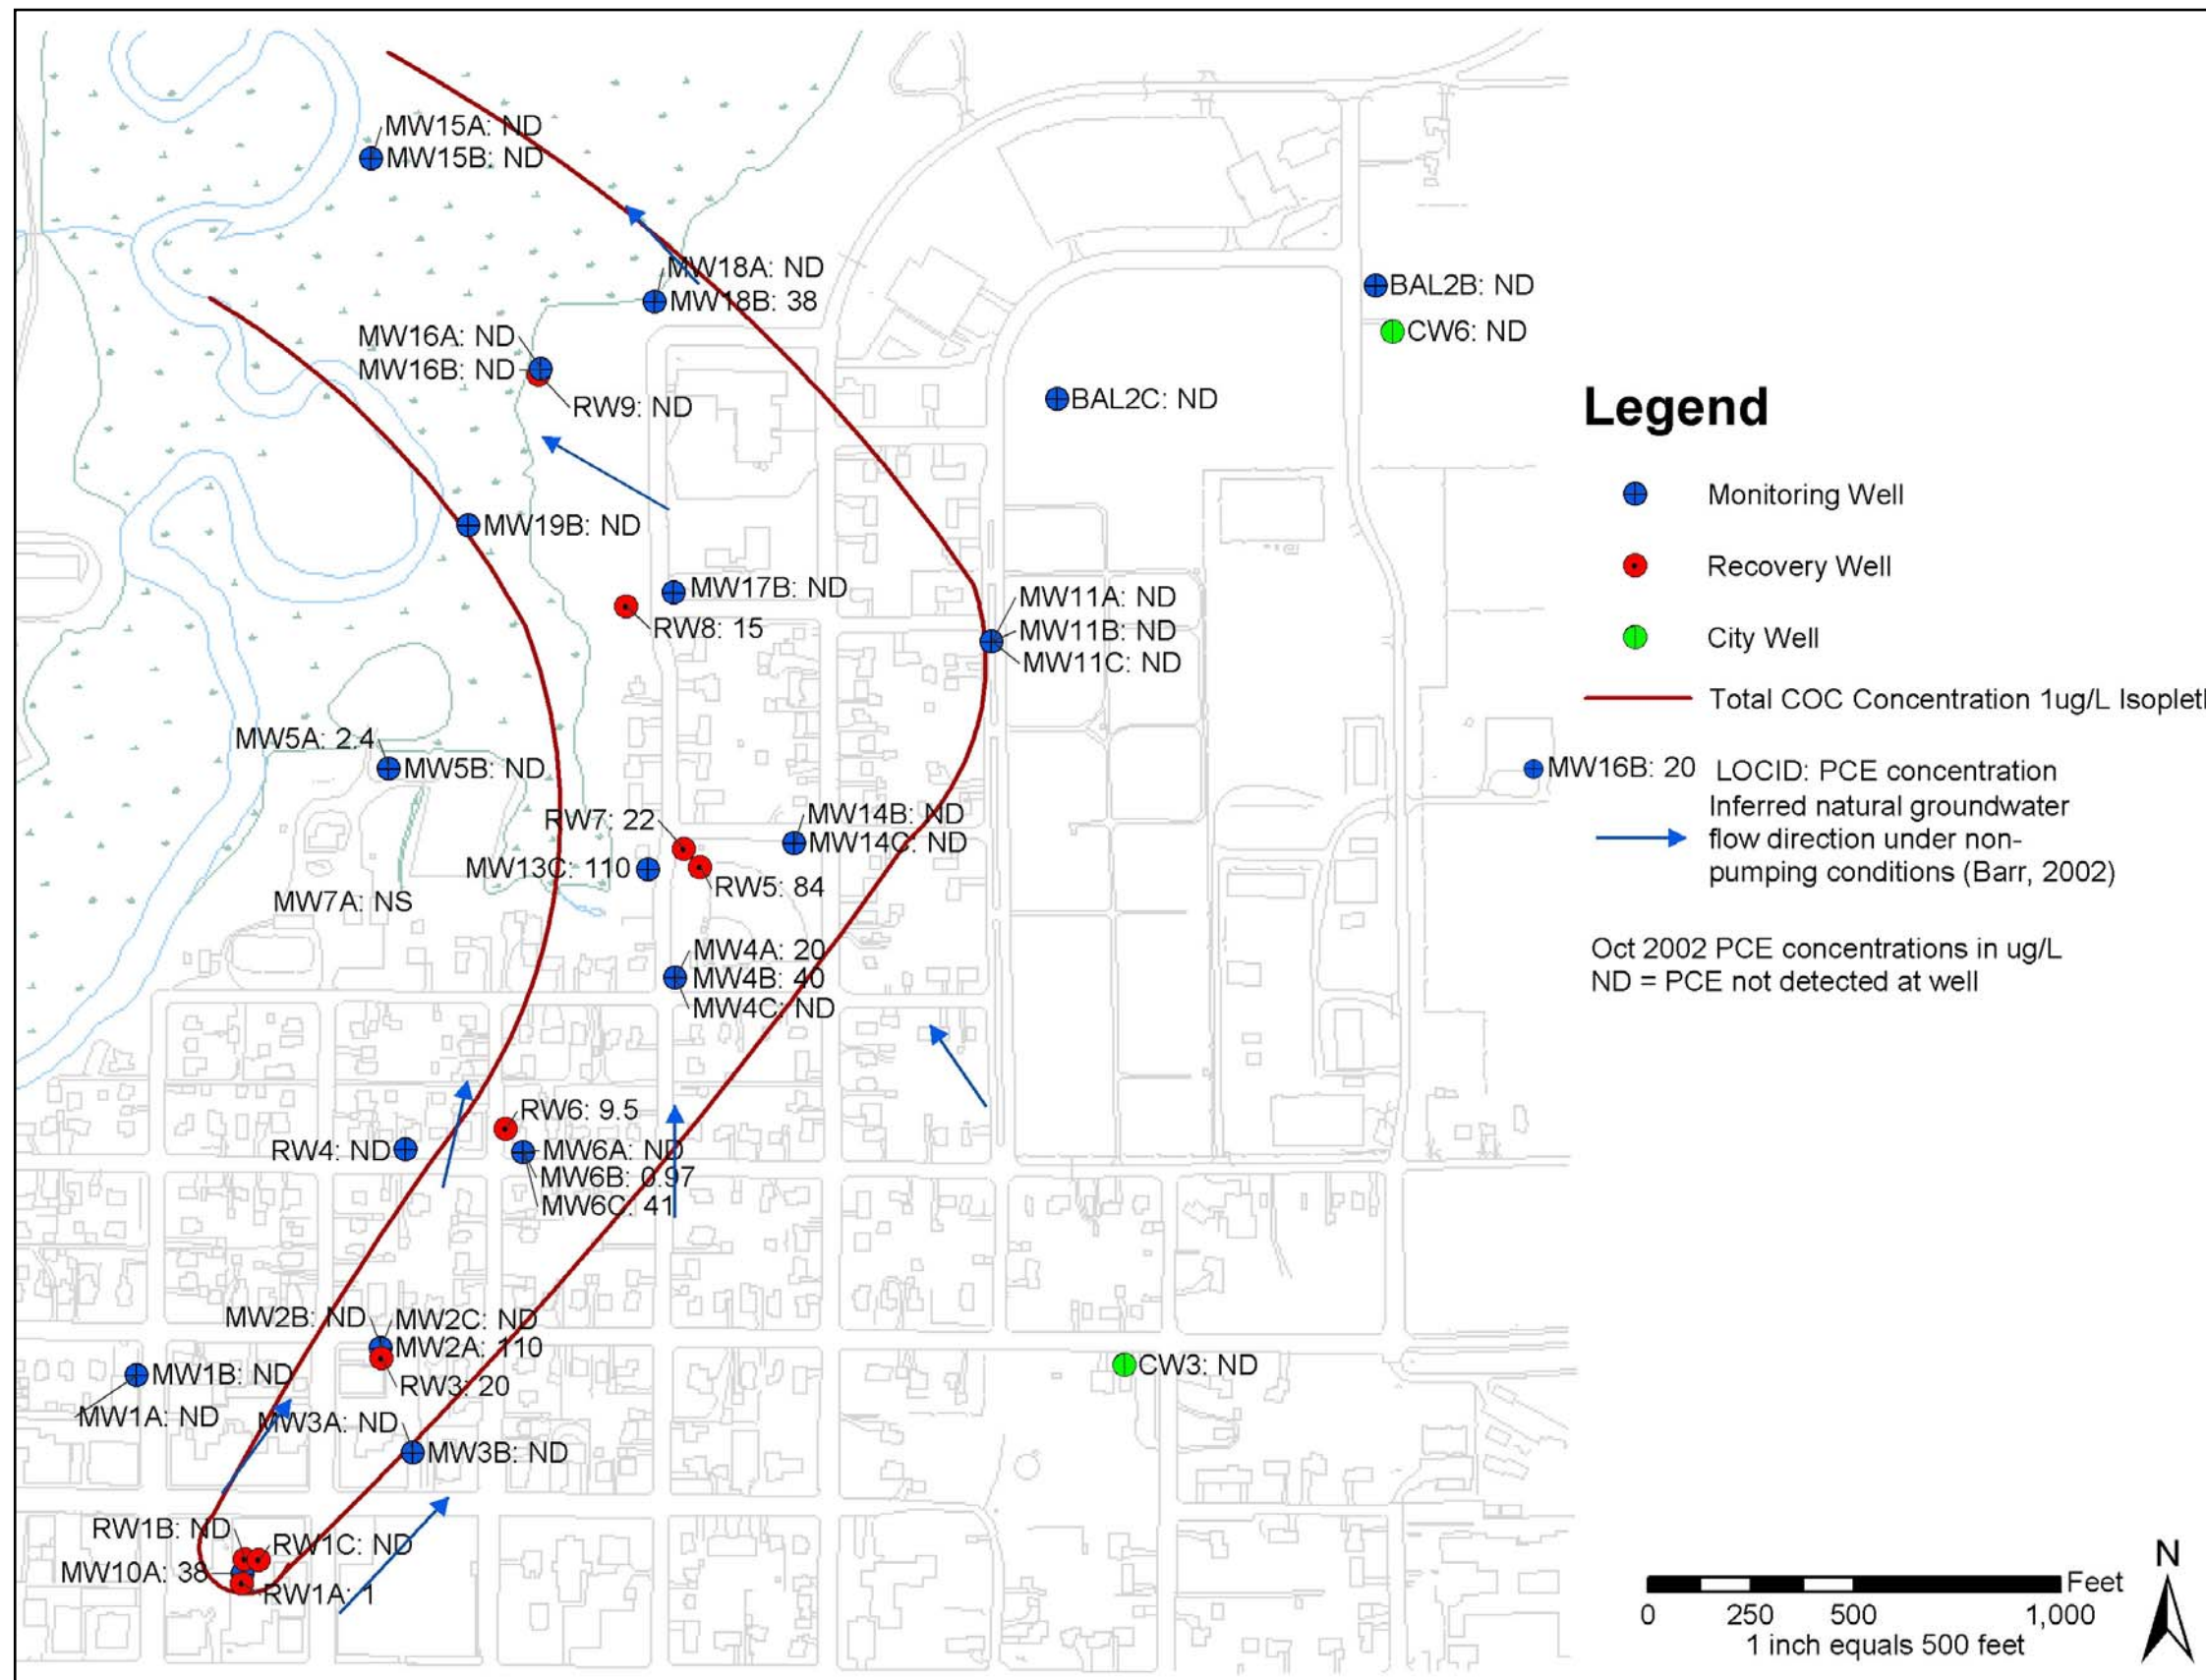 MW15A: ND
MW15B: ND
MW18A: ND
MW18B: 38
MW16A: ND
MW16B: ND
RW9: ND
BAL2B: ND
CW6: ND
BAL2C: ND
MW19B: ND
MW17B: ND
RW8: 15
MW11A: ND
MW11B: ND
MW11C: ND
MW5A: 2.4
MW5B: ND
RW7: 22
MW14B: ND
MW14C: ND
MW13C: 110
RW5: 84
MW7A: NS
MW4A: 20
MW4B: 40
MW4C: ND
RW6: 9.5
RW4: ND
MW6A: ND
MW6B: 0.97
MW6C: 41
MW2B: ND
MW2C: ND
MW2A: 110
RW3: 20
MW1B: ND
MW1A: ND
MW3A: ND
MW3B: ND
CW3: ND
RW1B: ND
RW1C: ND
MW10A: 38
RW1A: 1
Legend
Monitoring Well
Recovery Well
City Well
Total COC Concentration 1ug/L Isopleth
MW16B: 20 LOCID: PCE concentration
Inferred natural groundwater
flow direction under non-
pumping conditions (Barr, 2002)
Oct 2002 PCE concentrations in ug/L
ND = PCE not detected at well
N
Feet
0 250 500 1,000
1 inch equals 500 feet